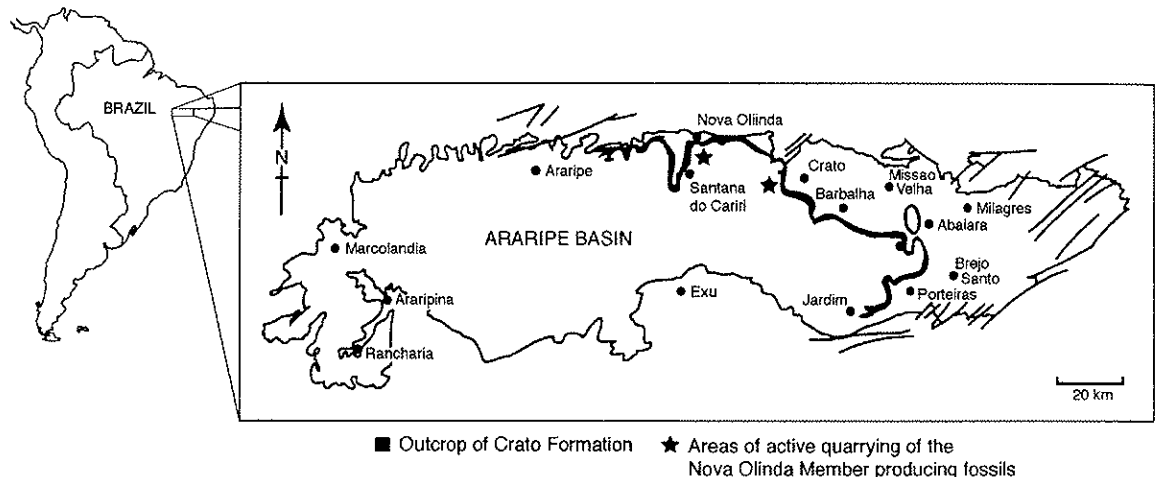 BRAZIL
N
Nova Oliinda
Araripe
Santana
do Cariri
Crato
Barbalha
Missao
Velha
Milagres
Abaiara
ARARIPE BASIN
Marcolandia
Araripina
Rancharia
Exu
Jardim
Brejo
Santo
Porteiras
20 km
Outcrop of Crato Formation
Areas of active quarrying of the
Nova Olinda Member producing fossils